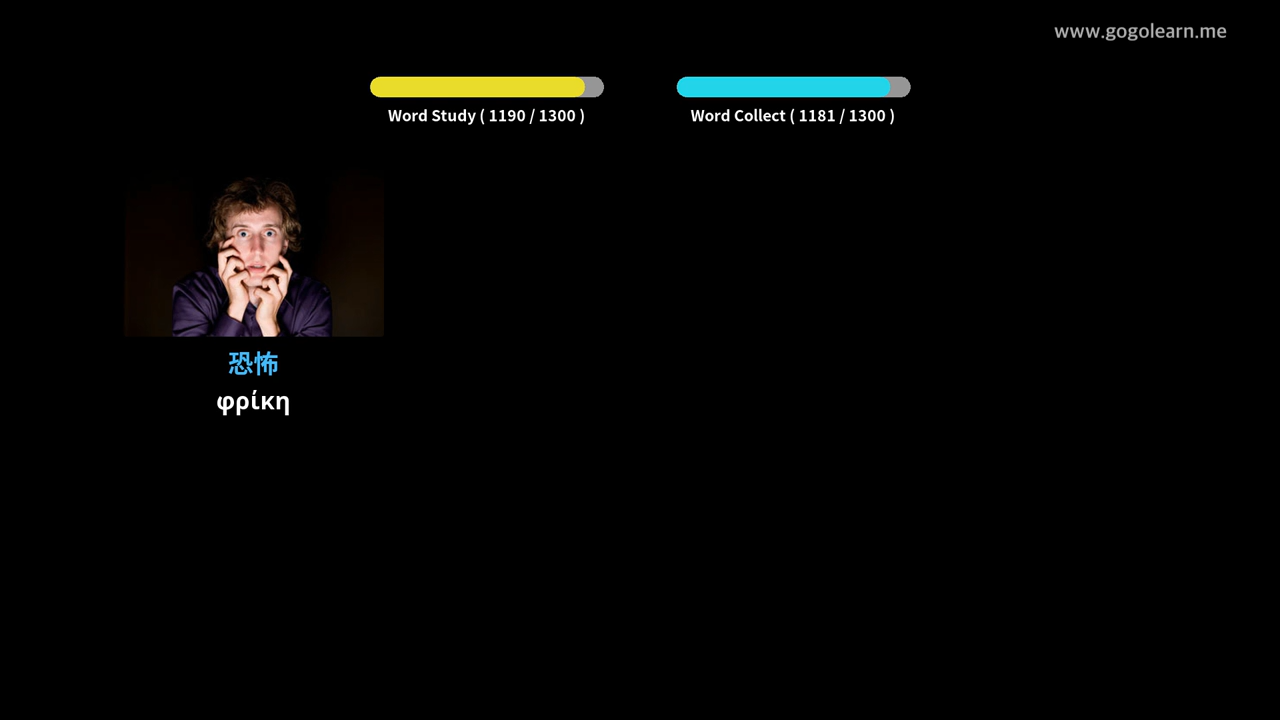 www.gogolearn.me
Word Study ( 1190 / 1300 )
Word Collect ( 1181 / 1300 )
恐怖
φρίκη